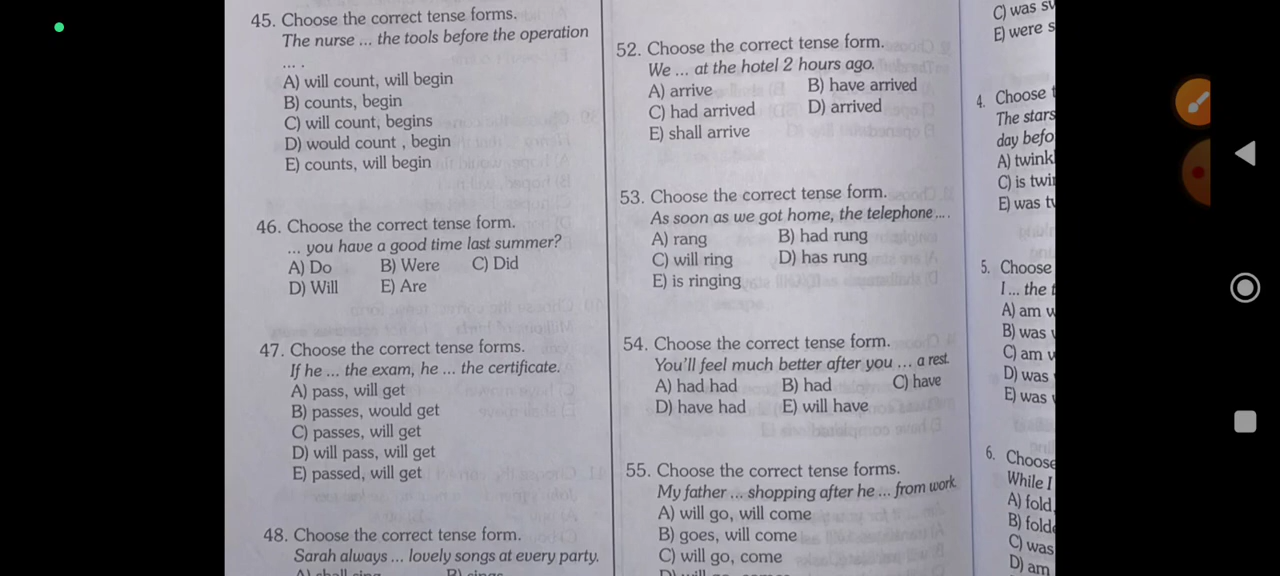 45. Choose the correct tense forms.
The nurse ... the tools before the operation
... .
A) will count, will begin
B) counts, begin
C) will count, begins
D) would count , begin
E) counts, will begin
46. Choose the correct tense form.
... you have a good time last summer?
A) Do B) Were C) Did
D) Will E) Are
47. Choose the correct tense forms.
If he ... the exam, he ... the certificate.
A) pass, will get
B) passes, would get
C) passes, will get
D) will pass, will get
E) passed, will get
48. Choose the correct tense form.
Sarah always ... lovely songs at every party.
52. Choose the correct tense form.
We ... at the hotel 2 hours ago.
A) arrive B) have arrived
C) had arrived D) arrived
E) shall arrive
53. Choose the correct tense form.
As soon as we got home, the telephone ... .
A) rang B) had rung
C) will ring D) has rung
E) is ringing
54. Choose the correct tense form.
You'll feel much better after you ... a rest.
A) had had B) had C) have
D) have had E) will have
55. Choose the correct tense forms.
My father ... shopping after he ... from work.
A) will go, will come
B) goes, will come
C) will go, come
C) was
E) were
4. Choose
The stars
day
A)
C) is
E) was
5. Choose
I ... the
A) am
B) was
C) am
D) was
E) was
6. Choose
While I
A) fold
B)
C) was
D) am